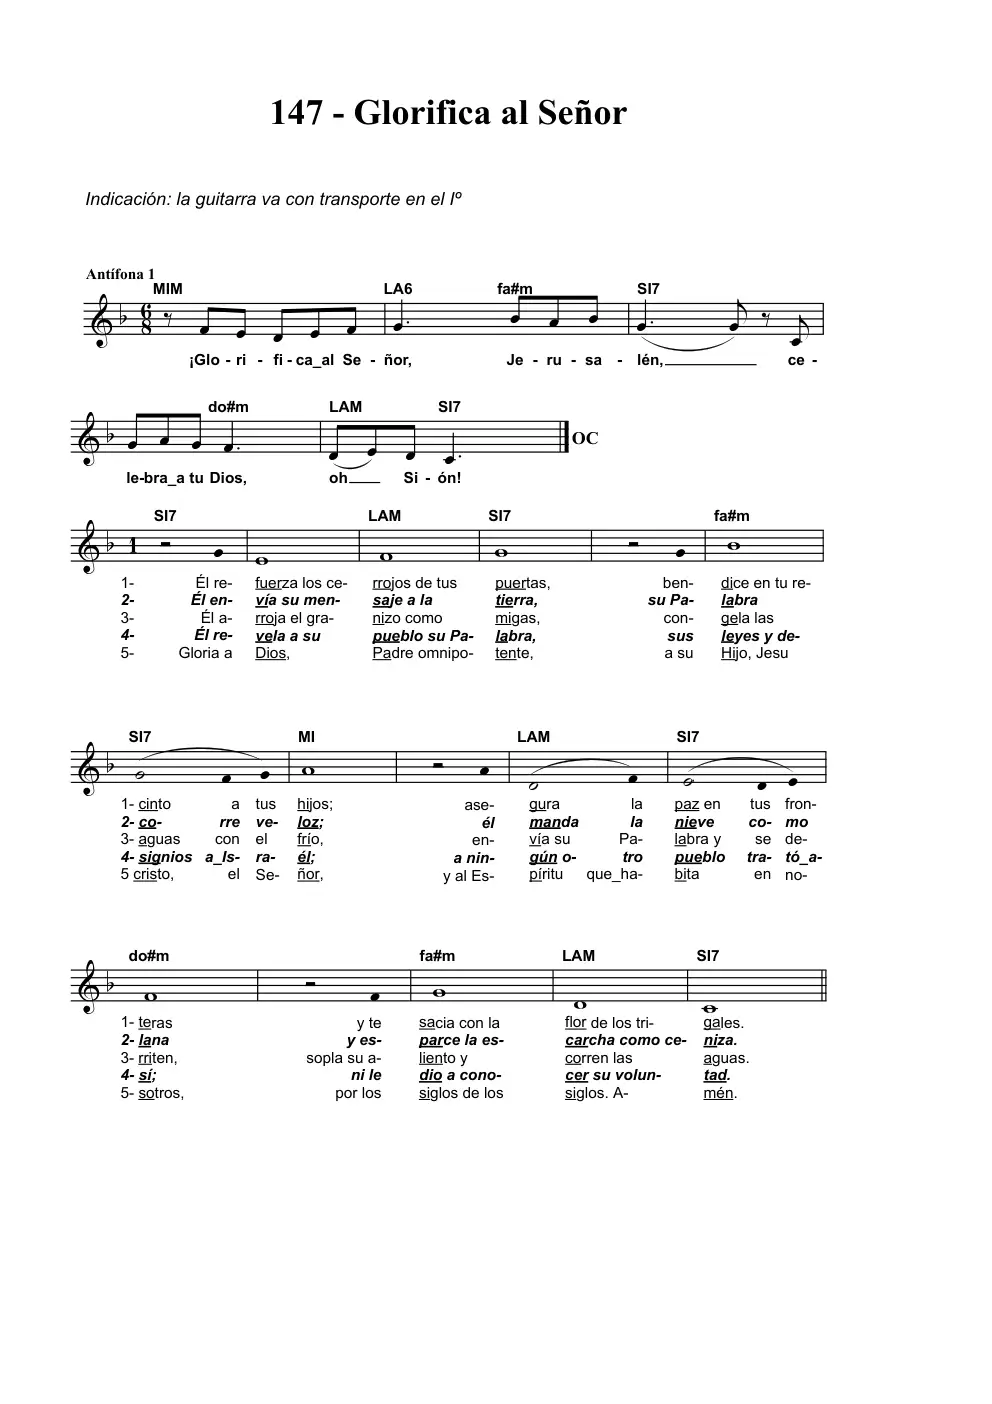 147 - Glorifica al Señor
Indicación: la guitarra va con transporte en el Iº
Antífona 1
MIM LA6 fa#m SI7
6
8
¡Glo - ri - fi - ca_al Se - ñor, Je - ru - sa - lén, ce -
do#m LAM SI7
OC
le-bra_a tu Dios, oh Si - ón!
SI7 LAM SI7 fa#m
1
1- Él re- fuerza los ce- rrojos de tus puertas, ben- dice en tu re-
2- Él en- vía su men- saje a la tierra, su Pa- labra
3- Él a- rroja el gra- nizo como migas, con- gela las
4- Él re- vela a su pueblo su Pa- labra, sus leyes y de-
5- Gloria a Dios, Padre omnipo- tente, a su Hijo, Jesu
SI7 MI LAM SI7
1- cinto a tus hijos; ase- gura la paz en tus fron-
2- co- rre ve- loz; él manda la nieve co- mo
3- aguas con el frío, en- vía su Pa- labra y se de-
4- signios a_Is- ra- él; a nin- gún o- tro pueblo tra- tó_a-
5 cristo, el Se- ñor, y al Es- píritu que_ha- bita en no-
do#m fa#m LAM SI7
1- teras y te sacia con la flor de los tri- gales.
2- lana y es- parce la es- carcha como ce- niza.
3- rriten, sopla su a- liento y corren las aguas.
4- sí; ni le dio a cono- cer su volun- tad.
5- sotros, por los siglos de los siglos. A- mén.